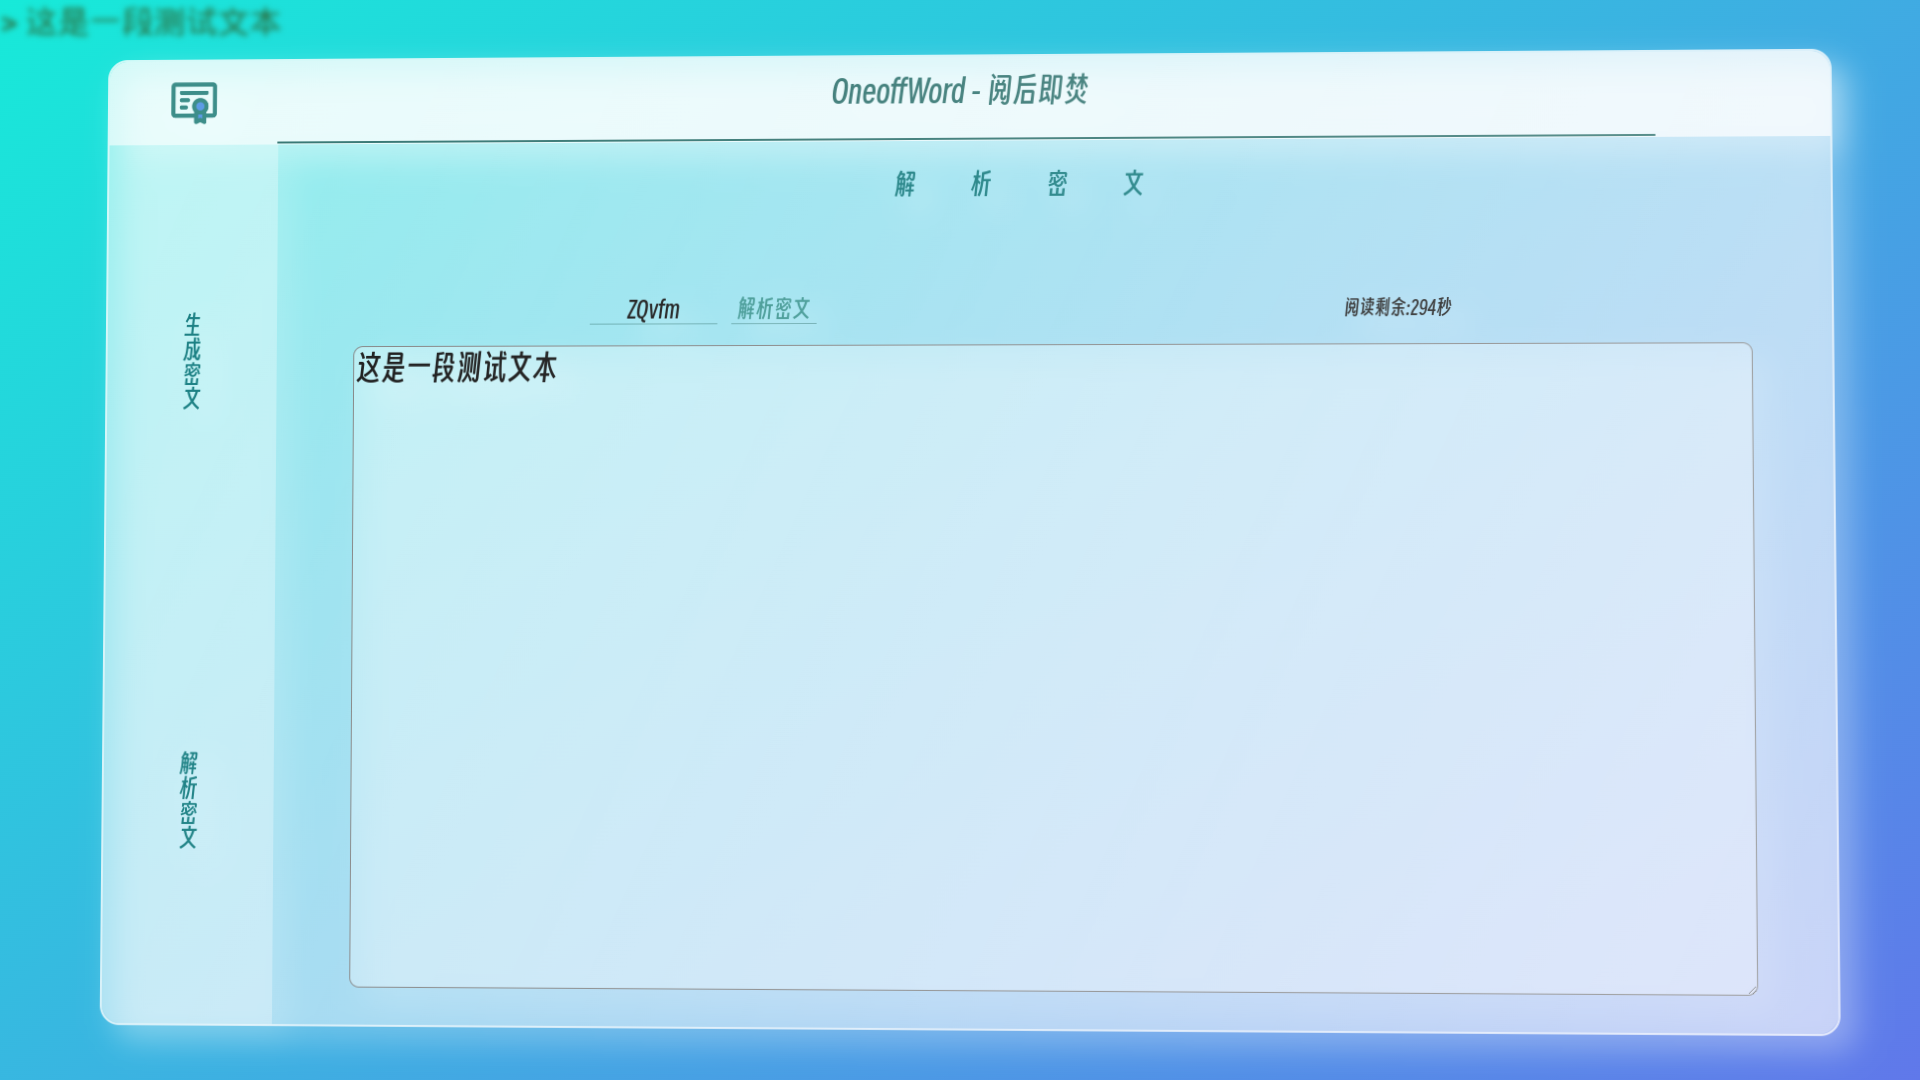 > 这是一段测试文本
OneoffWord - 阅后即焚
解 析 密 文
生成密文
解析密文
ZQvfm 解析密文 阅读剩余:294秒
这是一段测试文本